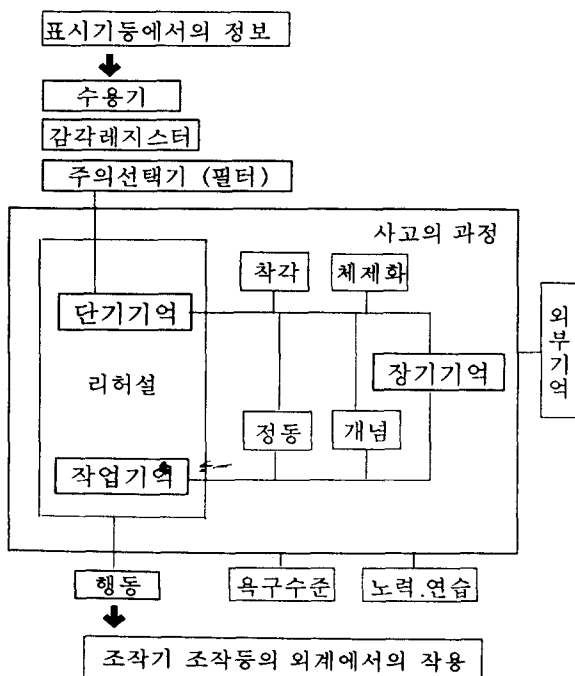 표시기등에서의 정보
수용기
감각레지스터
주의선택기 (필터)
사고의 과정
착각
체제화
단기기억
외부기억
리허설
장기기억
정동
개념
작업기억
행동
욕구수준
노력.연습
조작기 조작등의 외계에서의 작용